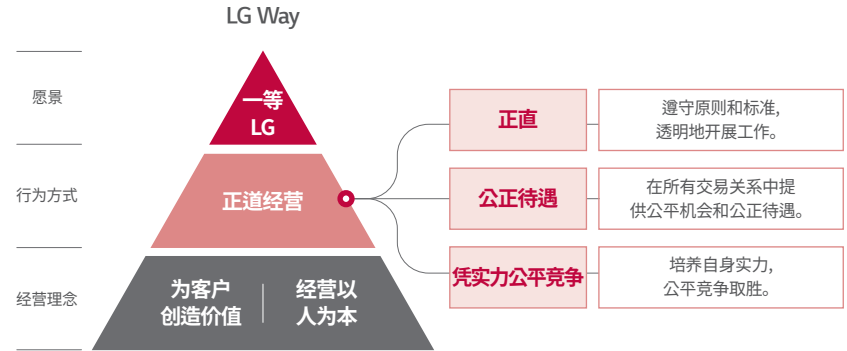 LG Way
愿景
一等
LG
行为方式
正道经营
经营理念
为客户
创造价值
经营以
人为本
正直
遵守原则和标准,
透明地开展工作。
公正待遇
在所有交易关系中提
供公平机会和公正待遇。
凭实力公平竞争
培养自身实力,
公平竞争取胜。